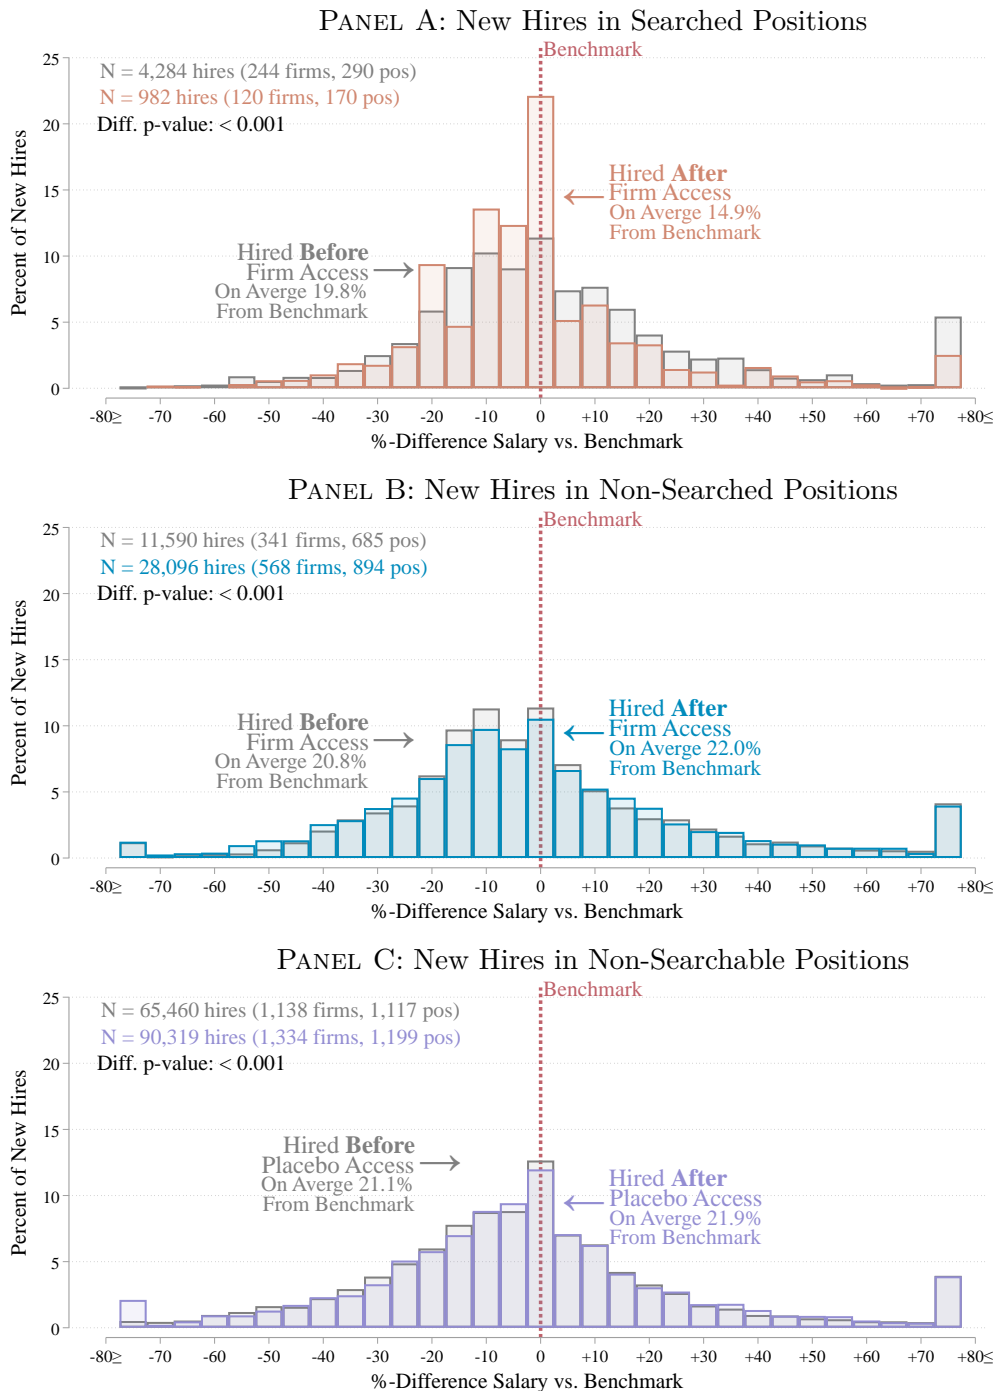 PANEL A: New Hires in Searched Positions
Benchmark
25
20
15
10
5
0
Percent of New Hires
N = 4,284 hires (244 firms, 290 pos)
N = 982 hires (120 firms, 170 pos)
Diff. p-value: < 0.001
Hired After
Firm Access
On Averge 14.9%
From Benchmark
Hired Before
Firm Access
On Averge 19.8%
From Benchmark
-80≥ -70 -60 -50 -40 -30 -20 -10 0 +10 +20 +30 +40 +50 +60 +70 +80≤
%-Difference Salary vs. Benchmark
PANEL B: New Hires in Non-Searched Positions
Benchmark
25
20
15
10
5
0
Percent of New Hires
N = 11,590 hires (341 firms, 685 pos)
N = 28,096 hires (568 firms, 894 pos)
Diff. p-value: < 0.001
Hired Before
Firm Access
On Averge 20.8%
From Benchmark
Hired After
Firm Access
On Averge 22.0%
From Benchmark
-80≥ -70 -60 -50 -40 -30 -20 -10 0 +10 +20 +30 +40 +50 +60 +70 +80≤
%-Difference Salary vs. Benchmark
PANEL C: New Hires in Non-Searchable Positions
Benchmark
25
20
15
10
5
0
Percent of New Hires
N = 65,460 hires (1,138 firms, 1,117 pos)
N = 90,319 hires (1,334 firms, 1,199 pos)
Diff. p-value: < 0.001
Hired Before
Placebo Access
On Averge 21.1%
From Benchmark
Hired After
Placebo Access
On Averge 21.9%
From Benchmark
-80≥ -70 -60 -50 -40 -30 -20 -10 0 +10 +20 +30 +40 +50 +60 +70 +80≤
%-Difference Salary vs. Benchmark